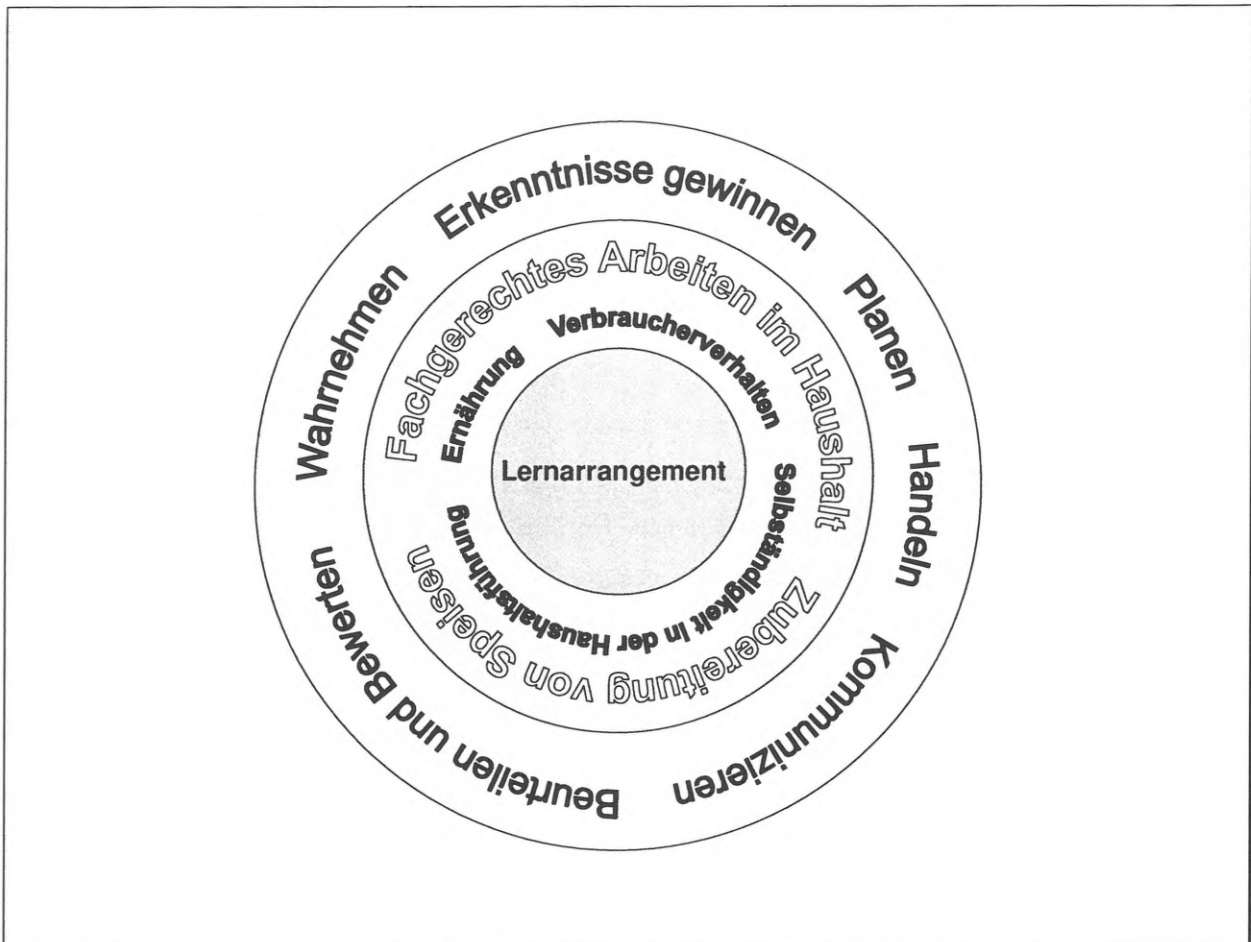 Erkenntnisse gewinnen
Planen
Handeln
Kommunizieren
Beurteilen und Bewerten
Wahrnehmen
Fachgerechtes Arbeiten im Haushalt
Zubereitung von Speisen
Verbraucherverhalten
Selbständigkeit in der Haushaltsführung
Ernährung
Lernarrangement